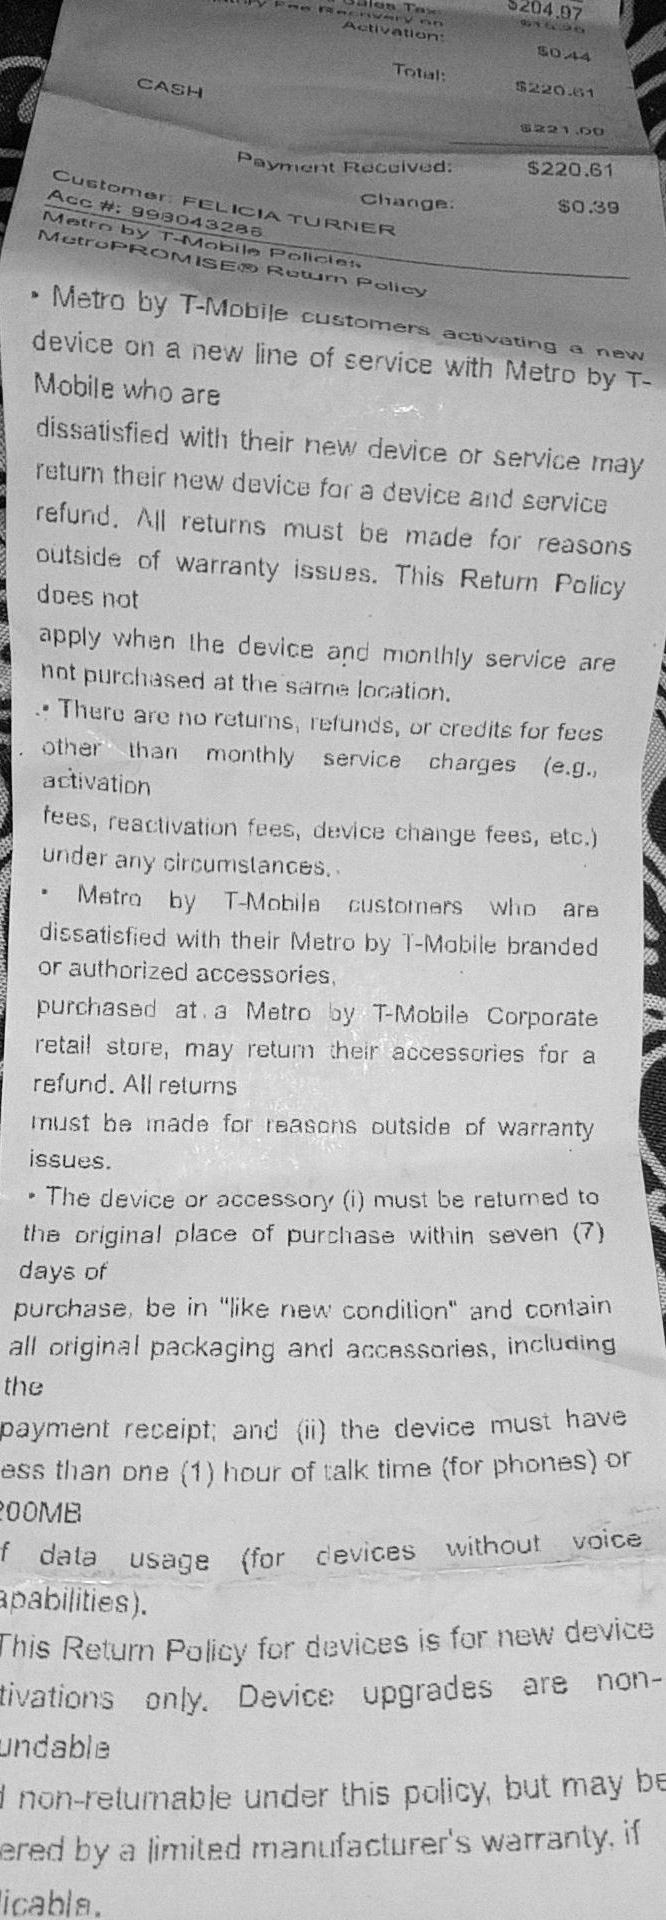 Sales Tax:
$204.97
Recovery on
$15.20
Activation:
$0.44
Total:
$220.61
CASH
$221.00
Payment Received:
$220.61
Change:
$0.39
Customer: FELICIA TURNER
Acc #: 993043286
Metro by T-Mobile Policies
MetroPROMISE® Return Policy
• Metro by T-Mobile customers activating a new
device on a new line of service with Metro by T-
Mobile who are
dissatisfied with their new device or service may
return their new device for a device and service
refund. All returns must be made for reasons
outside of warranty issues. This Return Policy
does not
apply when the device and monthly service are
not purchased at the same location.
• There are no returns, refunds, or credits for fees
other than monthly service charges (e.g.,
activation
fees, reactivation fees, device change fees, etc.)
under any circumstances.
• Metro by T-Mobile customers who are
dissatisfied with their Metro by T-Mobile branded
or authorized accessories,
purchased at a Metro by T-Mobile Corporate
retail store, may return their accessories for a
refund. All returns
must be made for reasons outside of warranty
issues.
• The device or accessory (i) must be returned to
the original place of purchase within seven (7)
days of
purchase, be in "like new condition" and contain
all original packaging and accessories, including
the
payment receipt; and (ii) the device must have
ess than one (1) hour of talk time (for phones) or
200MB
f data usage (for devices without voice
apabilities).
This Return Policy for devices is for new device
tivations only. Device upgrades are non-
undable
d non-returnable under this policy, but may be
ered by a limited manufacturer's warranty, if
licable.